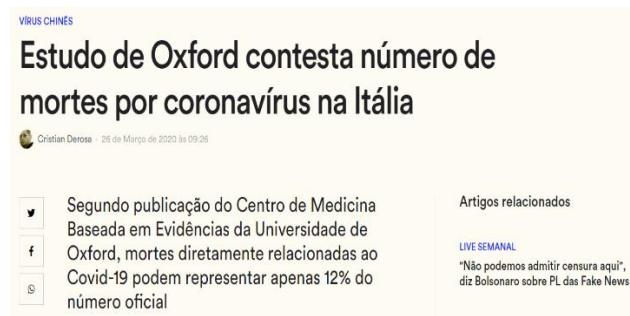 VÍRUS CHINÊS
Estudo de Oxford contesta número de
mortes por coronavírus na Itália
Cristian Derosa - 26 de Março de 2020 às 09:26
Segundo publicação do Centro de Medicina
Baseada em Evidências da Universidade de
Oxford, mortes diretamente relacionadas ao
Covid-19 podem representar apenas 12% do
número oficial
Artigos relacionados
LIVE SEMANAL
"Não podemos admitir censura aqui",
diz Bolsonaro sobre PL das Fake News